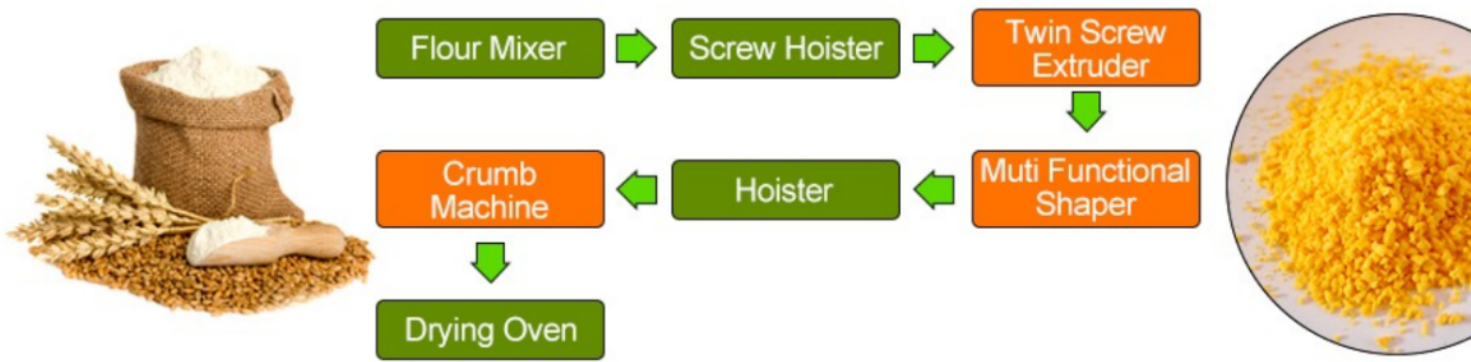 Flour Mixer
Screw Hoister
Twin Screw
Extruder
Muti Functional
Shaper
Hoister
Crumb
Machine
Drying Oven